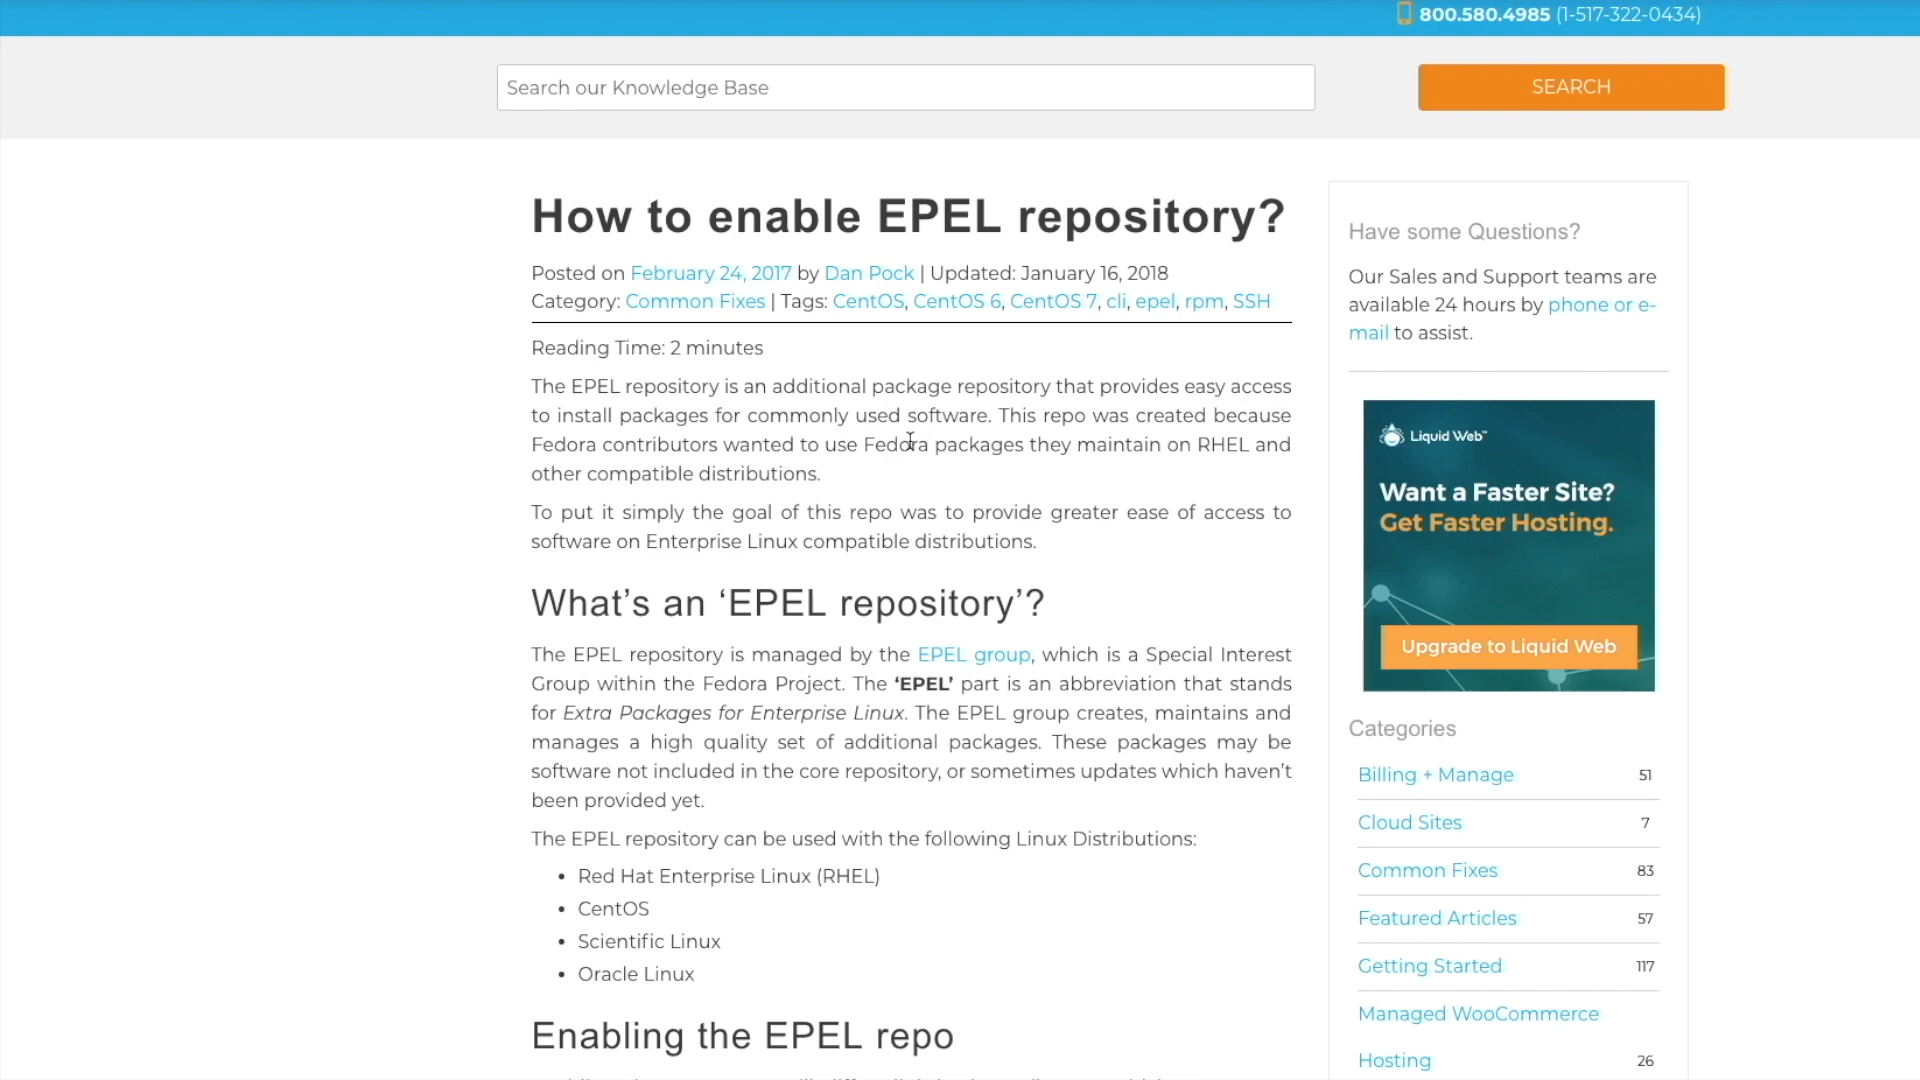 800.580.4985 (1-517-322-0434)
Search our Knowledge Base
SEARCH
How to enable EPEL repository?
Posted on February 24, 2017 by Dan Pock | Updated: January 16, 2018
Category: Common Fixes | Tags: CentOS, CentOS 6, CentOS 7, cli, epel, rpm, SSH
Reading Time: 2 minutes
The EPEL repository is an additional package repository that provides easy access
to install packages for commonly used software. This repo was created because
Fedora contributors wanted to use Fedora packages they maintain on RHEL and
other compatible distributions.
To put it simply the goal of this repo was to provide greater ease of access to
software on Enterprise Linux compatible distributions.
What's an ‘EPEL repository’?
The EPEL repository is managed by the EPEL group, which is a Special Interest
Group within the Fedora Project. The ‘EPEL’ part is an abbreviation that stands
for Extra Packages for Enterprise Linux. The EPEL group creates, maintains and
manages a high quality set of additional packages. These packages may be
software not included in the core repository, or sometimes updates which haven't
been provided yet.
The EPEL repository can be used with the following Linux Distributions:
• Red Hat Enterprise Linux (RHEL)
• CentOS
• Scientific Linux
• Oracle Linux
Enabling the EPEL repo
Have some Questions?
Our Sales and Support teams are
available 24 hours by phone or e-
mail to assist.
Liquid Web™
Want a Faster Site?
Get Faster Hosting.
Upgrade to Liquid Web
Categories
Billing + Manage 51
Cloud Sites 7
Common Fixes 83
Featured Articles 57
Getting Started 117
Managed WooCommerce
Hosting 26